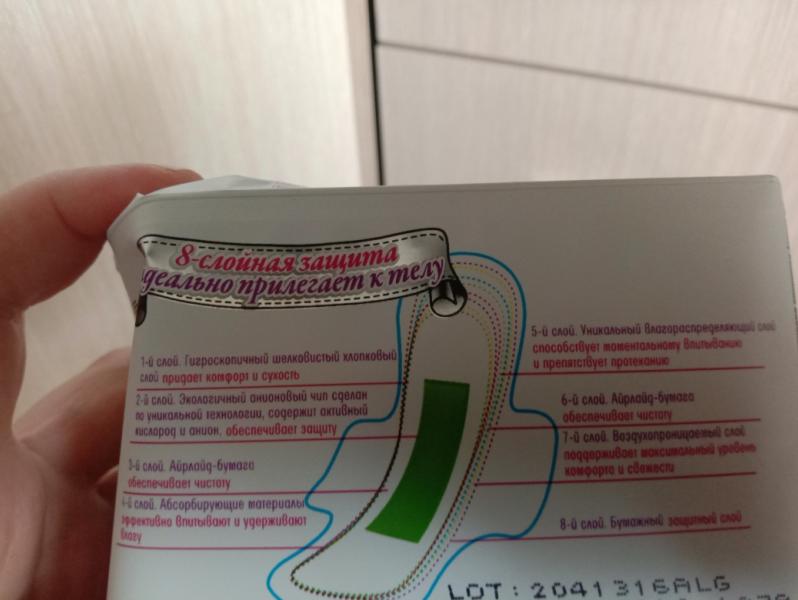 8-слойная защита
деально прилегает к телу
1-й слой. Гигроскопичный шелковистый хлопковый
слой придает комфорт и сухость
2-й слой. Экологичный анионовый чип сделан
по уникальной технологии, содержит активный
кислород и анион, обеспечивает защиту
3-й слой. Айрлайд-бумага
обеспечивает чистоту
4-й слой. Абсорбирующие материалы
эффективно впитывают и удерживают
влагу
5-й слой. Уникальный влагораспределяющий слой
способствует моментальному впитыванию
и препятствует протеканию
6-й слой. Айрлайд-бумага
обеспечивает чистоту
7-й слой. Воздухопроницаемый слой
поддерживает максимальный уровень
комфорта и свежести
8-й слой. Бумажный защитный слой
LOT: 2041316ALG